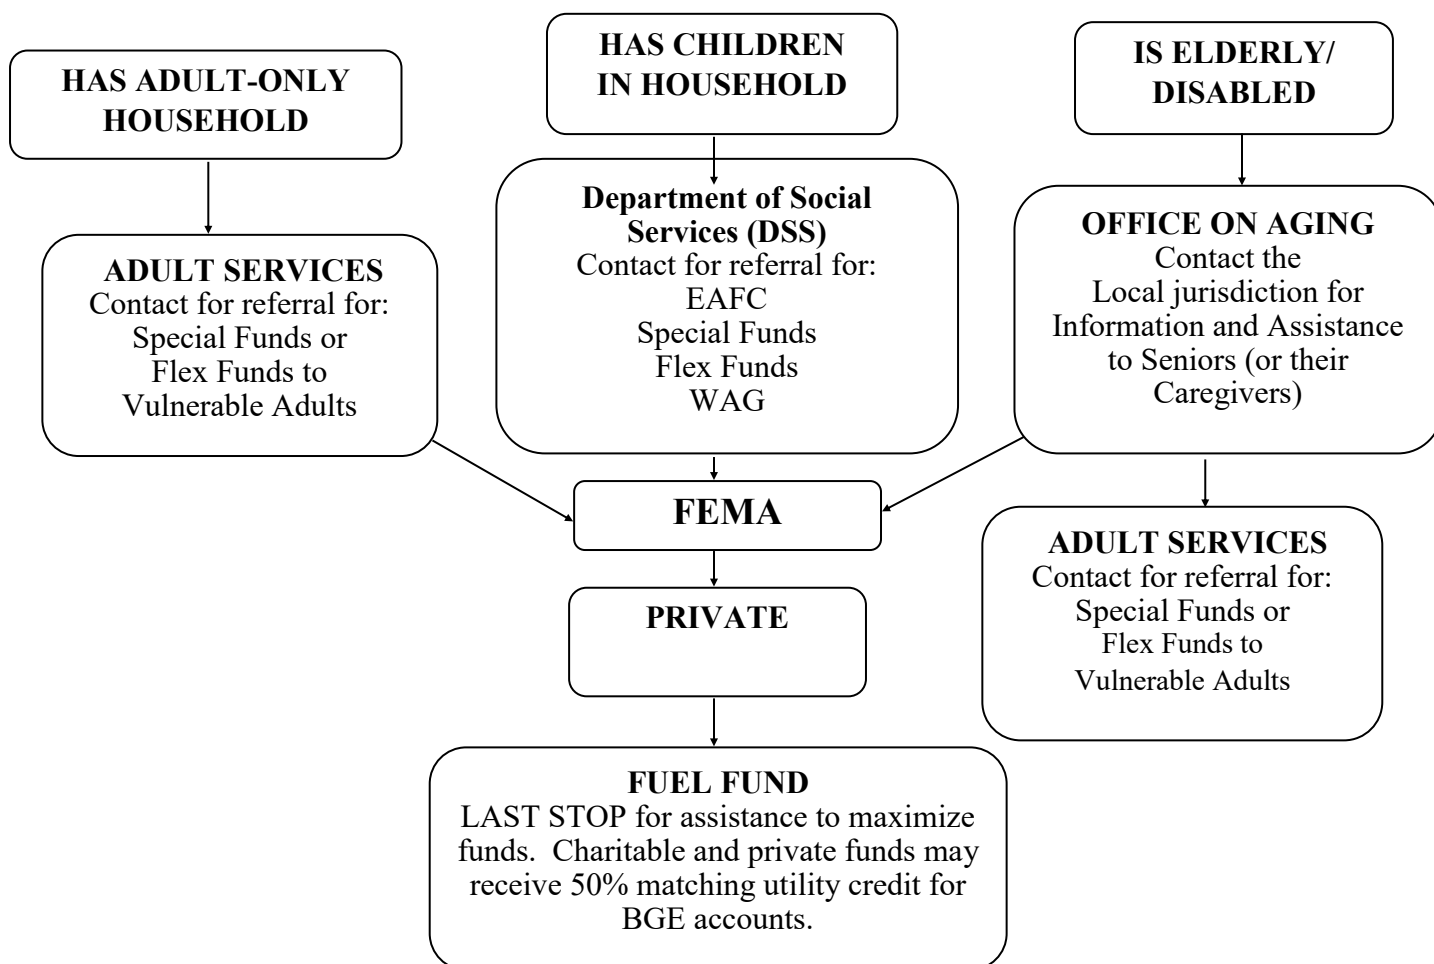 HAS ADULT-ONLY
HOUSEHOLD
HAS CHILDREN
IN HOUSEHOLD
IS ELDERLY/
DISABLED
ADULT SERVICES
Contact for referral for:
Special Funds or
Flex Funds to
Vulnerable Adults
Department of Social
Services (DSS)
Contact for referral for:
EAFC
Special Funds
Flex Funds
WAG
OFFICE ON AGING
Contact the
Local jurisdiction for
Information and Assistance
to Seniors (or their
Caregivers)
FEMA
ADULT SERVICES
Contact for referral for:
Special Funds or
Flex Funds to
Vulnerable Adults
PRIVATE
FUEL FUND
LAST STOP for assistance to maximize
funds.  Charitable and private funds may
receive 50% matching utility credit for
BGE accounts.